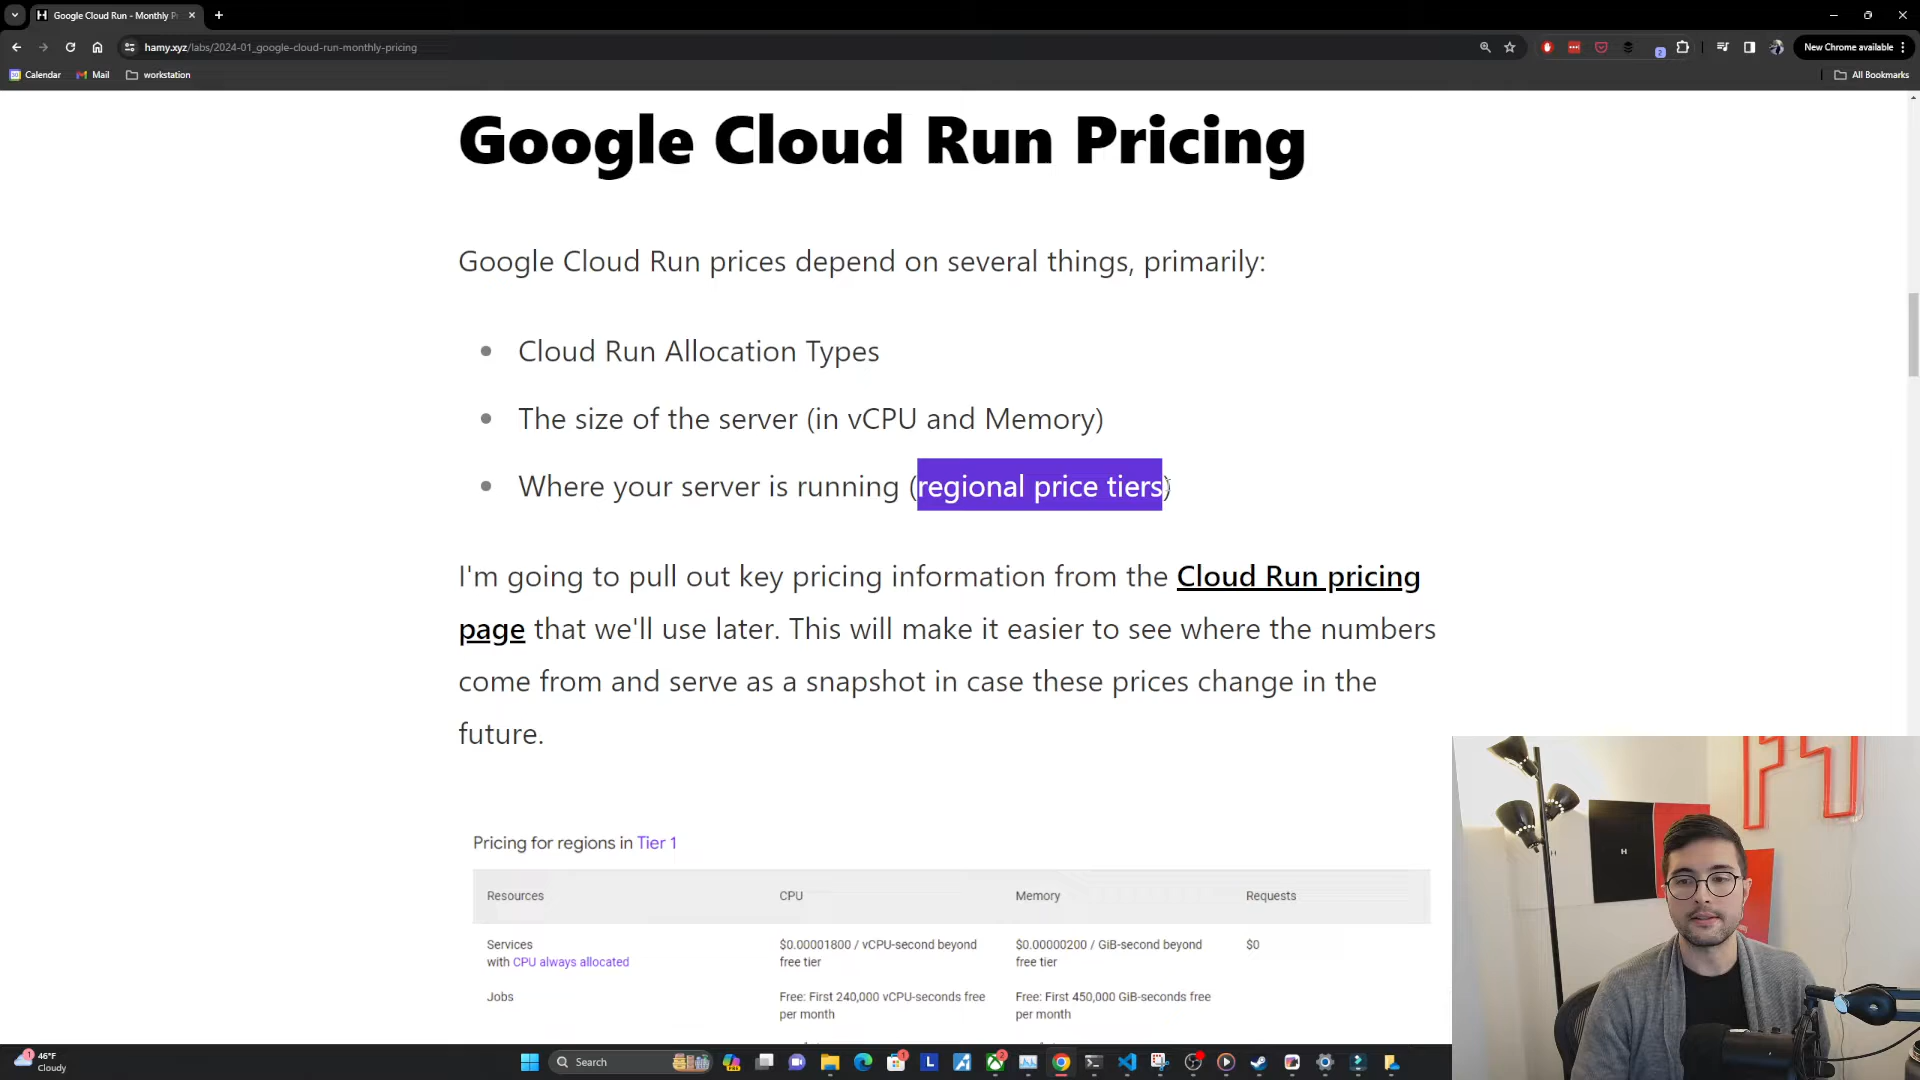 Google Cloud Run - Monthly P
hamy.xyz/labs/2024-01_google-cloud-run-monthly-pricing
New Chrome available
Calendar
Mail
workstation
All Bookmarks
Google Cloud Run Pricing
Google Cloud Run prices depend on several things, primarily:
Cloud Run Allocation Types
The size of the server (in vCPU and Memory)
Where your server is running (regional price tiers)
I'm going to pull out key pricing information from the Cloud Run pricing
page that we'll use later. This will make it easier to see where the numbers
come from and serve as a snapshot in case these prices change in the
future.
Pricing for regions in Tier 1
Resources CPU Memory Requests
Services $0.00001800 / vCPU-second beyond $0.00000200 / GiB-second beyond $0
with CPU always allocated free tier free tier
Jobs Free: First 240,000 vCPU-seconds free Free: First 450,000 GiB-seconds free
per month per month
H
46°F
Cloudy
Search